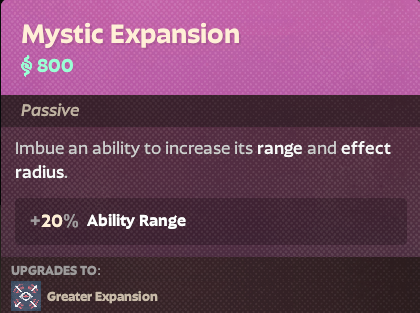 Mystic Expansion
800
Passive
Imbue an ability to increase its range and effect
radius.
+20% Ability Range
UPGRADES TO:
Greater Expansion